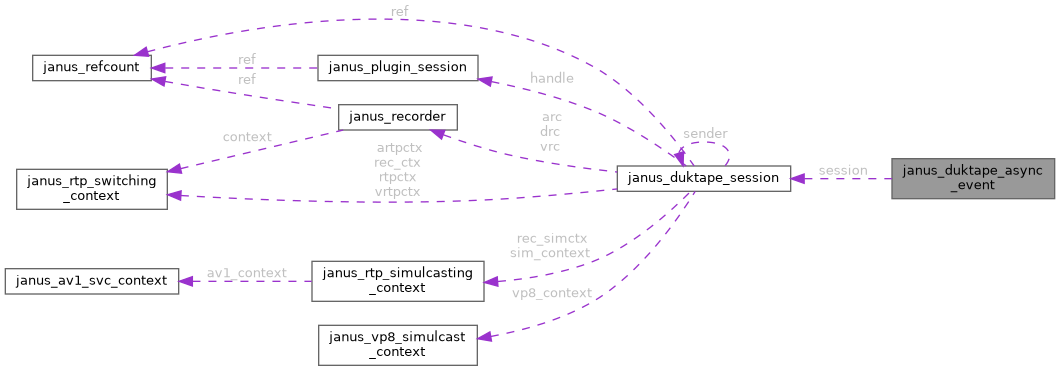 ref
janus_refcount
ref
janus_plugin_session
ref
handle
janus_recorder
arc
drc
vrc
context
sender
artpctx
rec_ctx
rtpctx
vrtpctx
janus_rtp_switching
_context
janus_duktape_session
session
janus_duktape_async
_event
rec_simctx
sim_context
janus_av1_svc_context
av1_context
janus_rtp_simulcasting
_context
vp8_context
janus_vp8_simulcast
_context